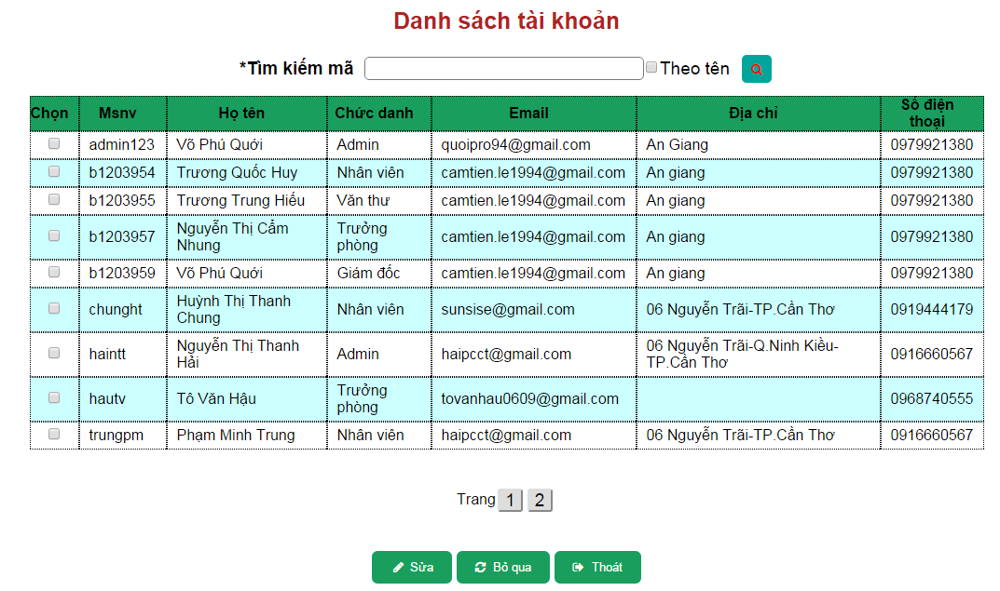 Danh sách tài khoản
*Tìm kiếm mã Theo tên
Chọn Msnv Họ tên Chức danh Email Địa chỉ Số điện thoại
admin123 Võ Phú Quới Admin quoipro94@gmail.com An Giang 0979921380
b1203954 Trương Quốc Huy Nhân viên camtien.le1994@gmail.com An giang 0979921380
b1203955 Trương Trung Hiếu Văn thư camtien.le1994@gmail.com An giang 0979921380
b1203957 Nguyễn Thị Cẩm Nhung Trưởng phòng camtien.le1994@gmail.com An giang 0979921380
b1203959 Võ Phú Quới Giám đốc camtien.le1994@gmail.com An giang 0979921380
chunght Huỳnh Thị Thanh Chung Nhân viên sunsise@gmail.com 06 Nguyễn Trãi-TP.Cần Thơ 0919444179
haintt Nguyễn Thị Thanh Hải Admin haipcct@gmail.com 06 Nguyễn Trãi-Q.Ninh Kiều-TP.Cần Thơ 0916660567
hautv Tô Văn Hậu Trưởng phòng tovanhau0609@gmail.com 0968740555
trungpm Phạm Minh Trung Nhân viên haipcct@gmail.com 06 Nguyễn Trãi-TP.Cần Thơ 0916660567
Trang 1 2
Sửa Bỏ qua Thoát